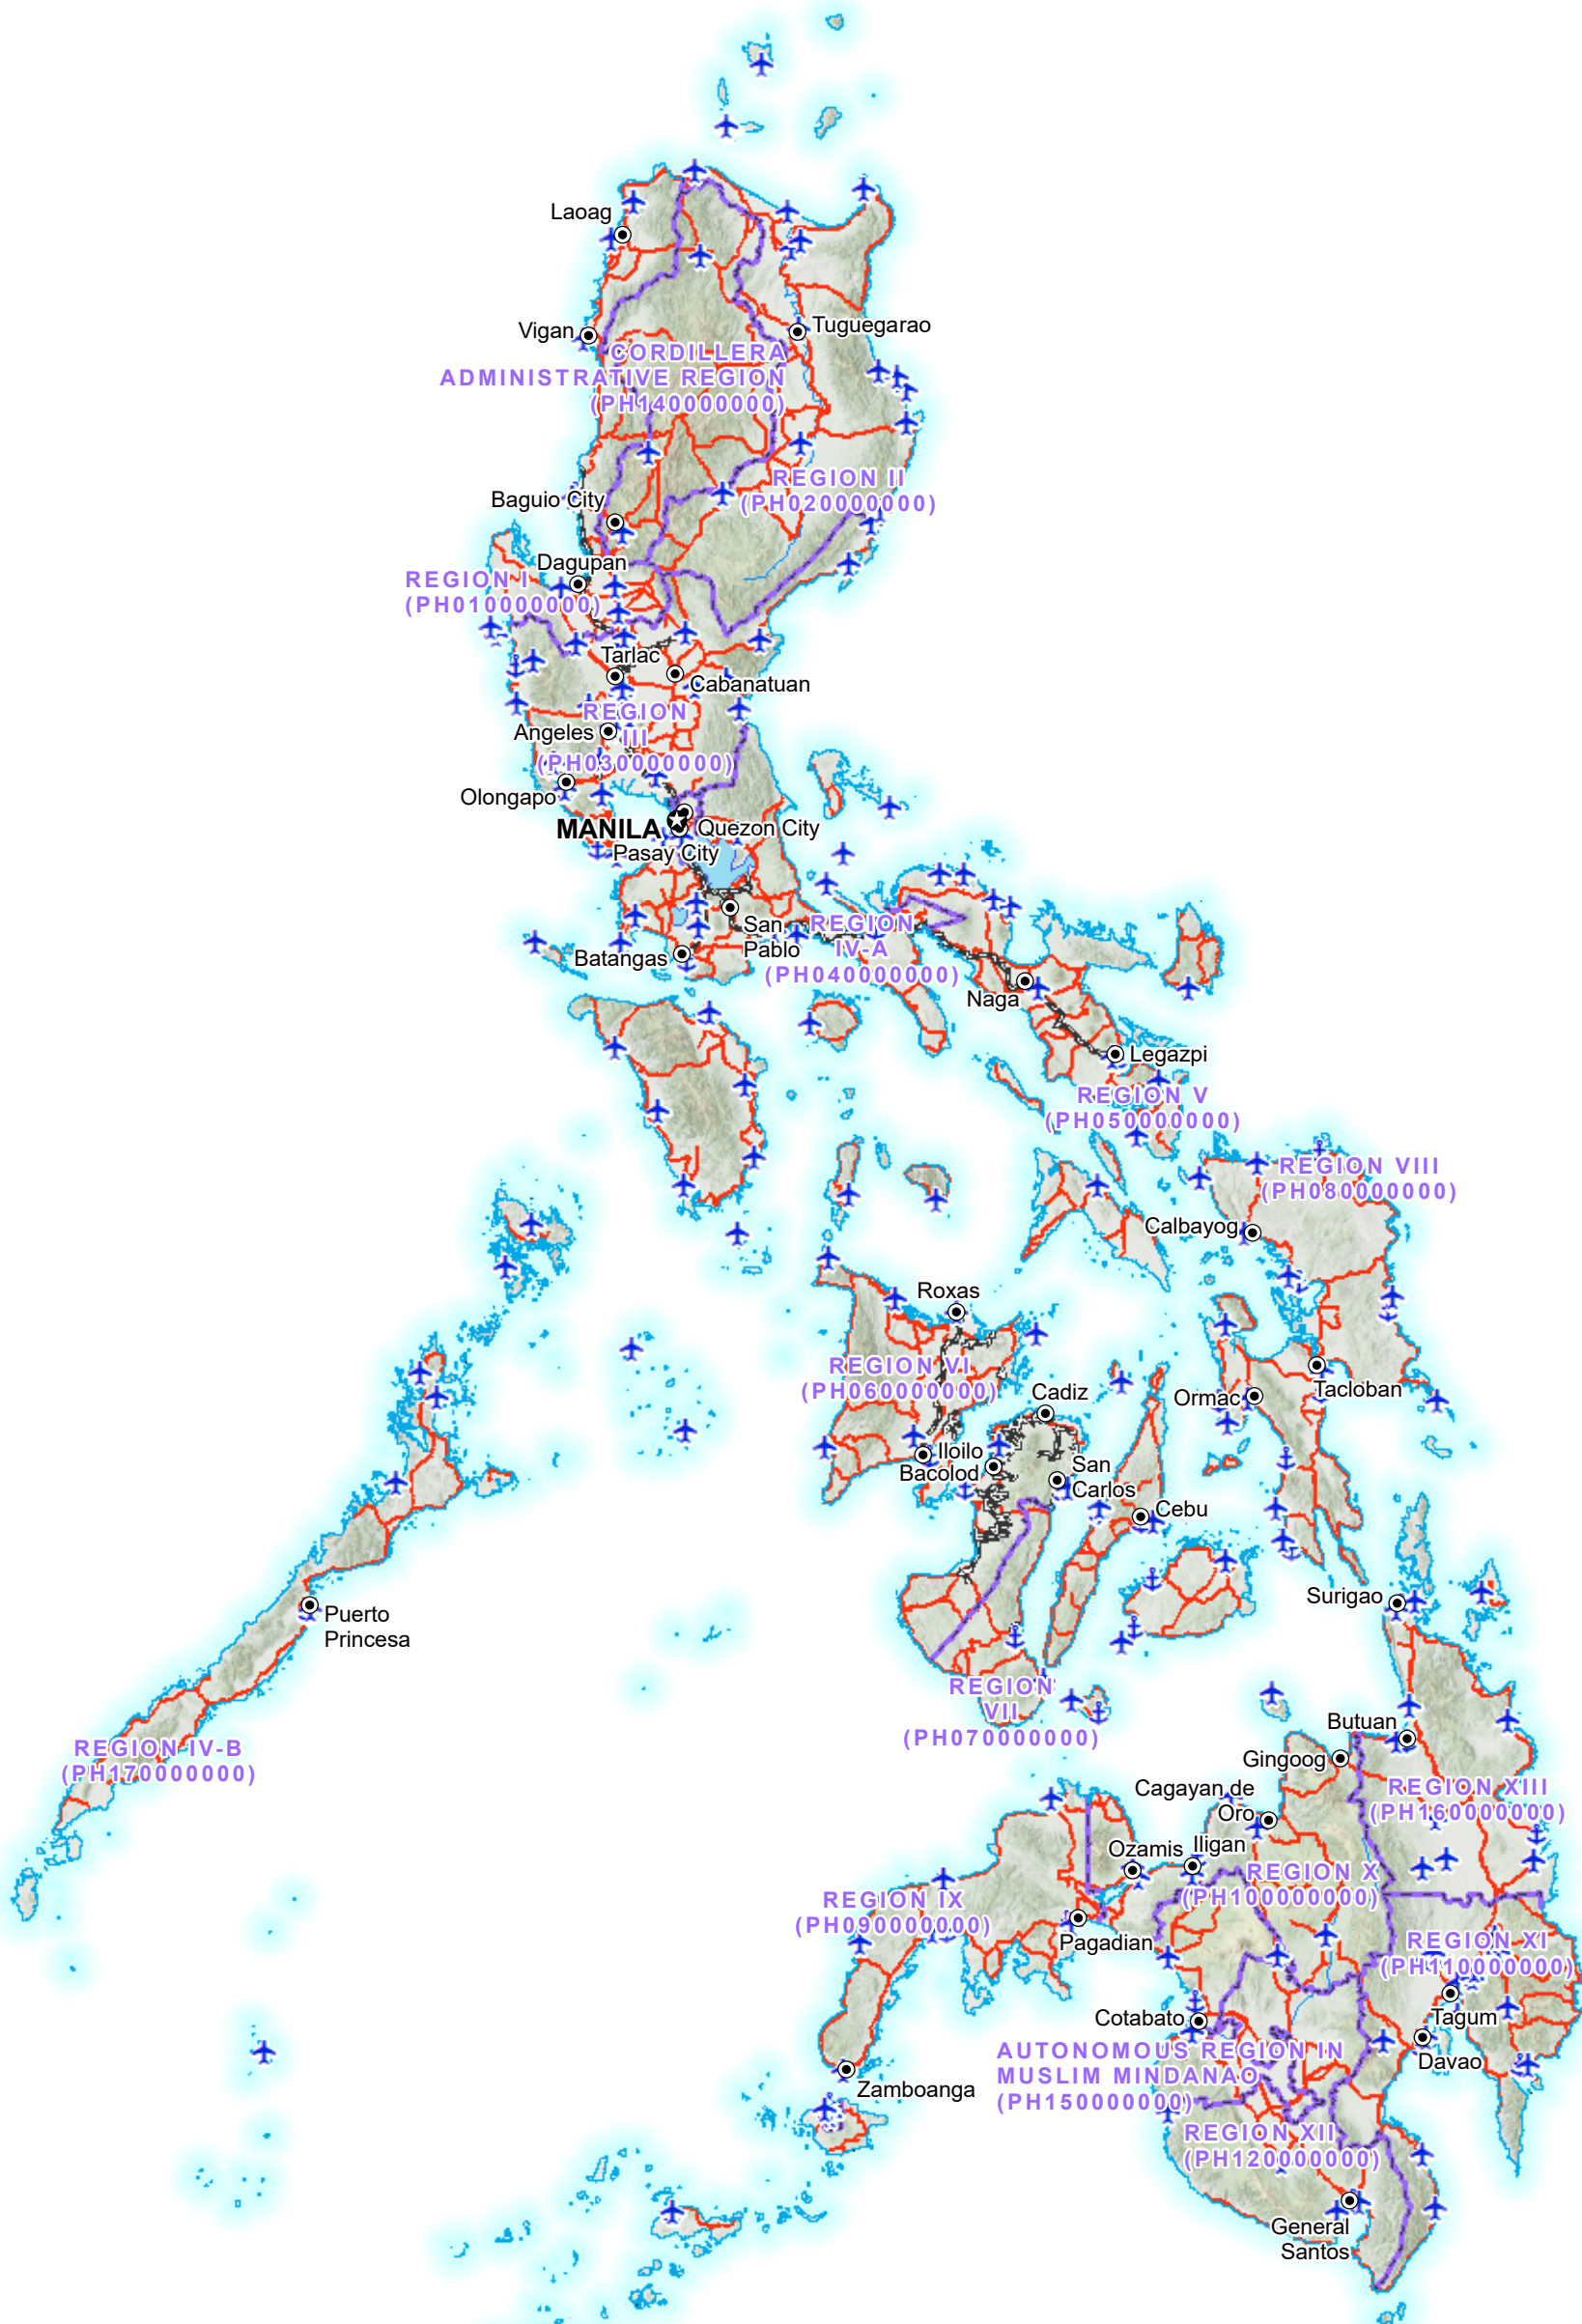 Laoag
Vigan
Tuguegarao
CORDILLERA
ADMINISTRATIVE REGION
(PH140000000)
REGION II
(PH020000000)
Baguio City
Dagupan
REGION I
(PH010000000)
Tarlac
Cabanatuan
REGION
III
(PH030000000)
Angeles
Olongapo
MANILA
Quezon City
Pasay City
San
Pablo
REGION
IV-A
(PH040000000)
Batangas
Naga
Legazpi
REGION V
(PH050000000)
REGION VIII
(PH080000000)
Calbayog
Roxas
REGION VI
(PH060000000)
Cadiz
Ormac
Tacloban
Iloilo
Bacolod
San
Carlos
Cebu
Surigao
Puerto
Princesa
REGION
VII
(PH070000000)
REGION IV-B
(PH170000000)
Butuan
Gingoog
Cagayan de
Oro
REGION XIII
(PH160000000)
Ozamis
Iligan
REGION X
(PH100000000)
REGION IX
(PH090000000)
Pagadian
REGION XI
(PH110000000)
Cotabato
Tagum
Davao
AUTONOMOUS REGION IN
MUSLIM MINDANAO
(PH150000000)
Zamboanga
REGION XII
(PH120000000)
General
Santos